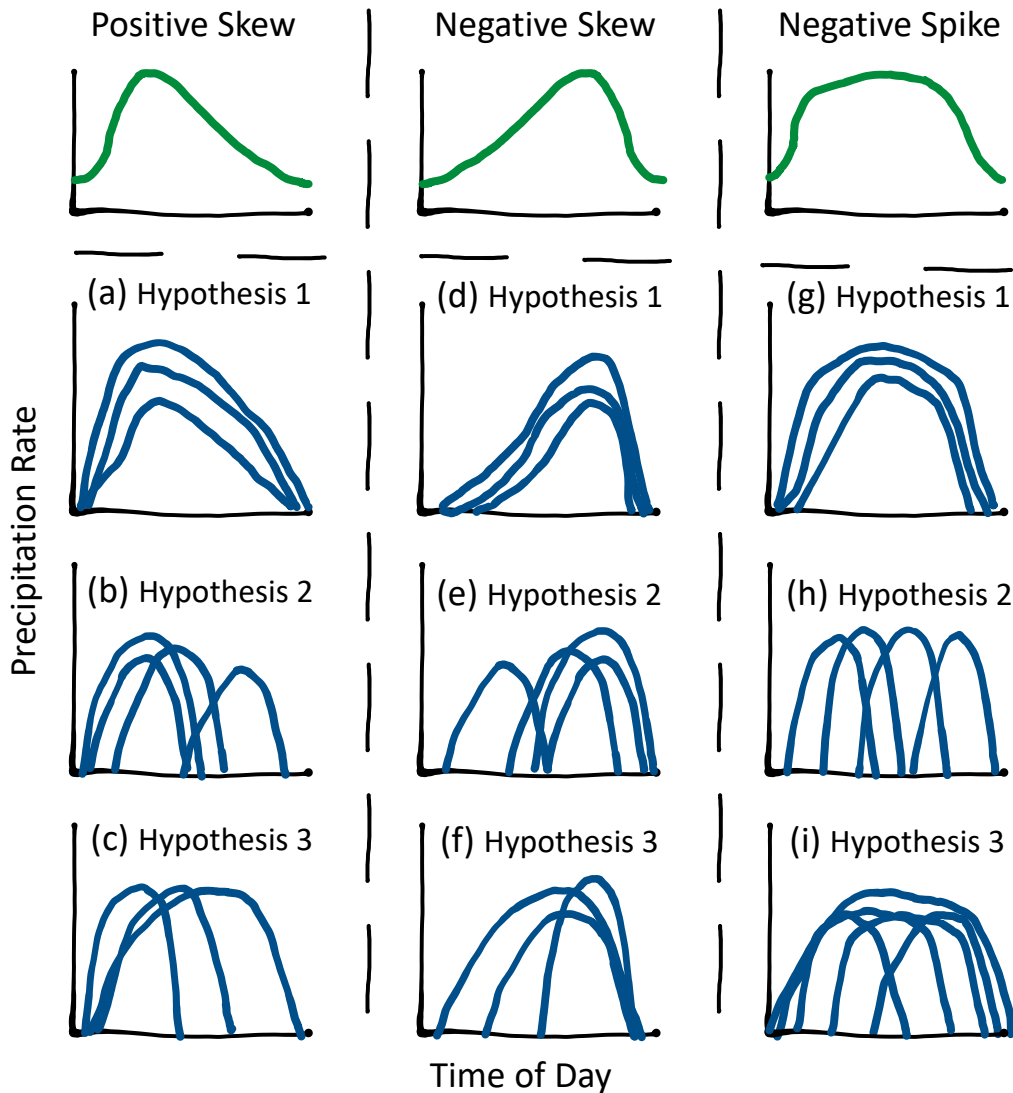 Positive Skew
Negative Skew
Negative Spike
(a) Hypothesis 1
(d) Hypothesis 1
(g) Hypothesis 1
(b) Hypothesis 2
(e) Hypothesis 2
(h) Hypothesis 2
(c) Hypothesis 3
(f) Hypothesis 3
(i) Hypothesis 3
Precipitation Rate
Time of Day